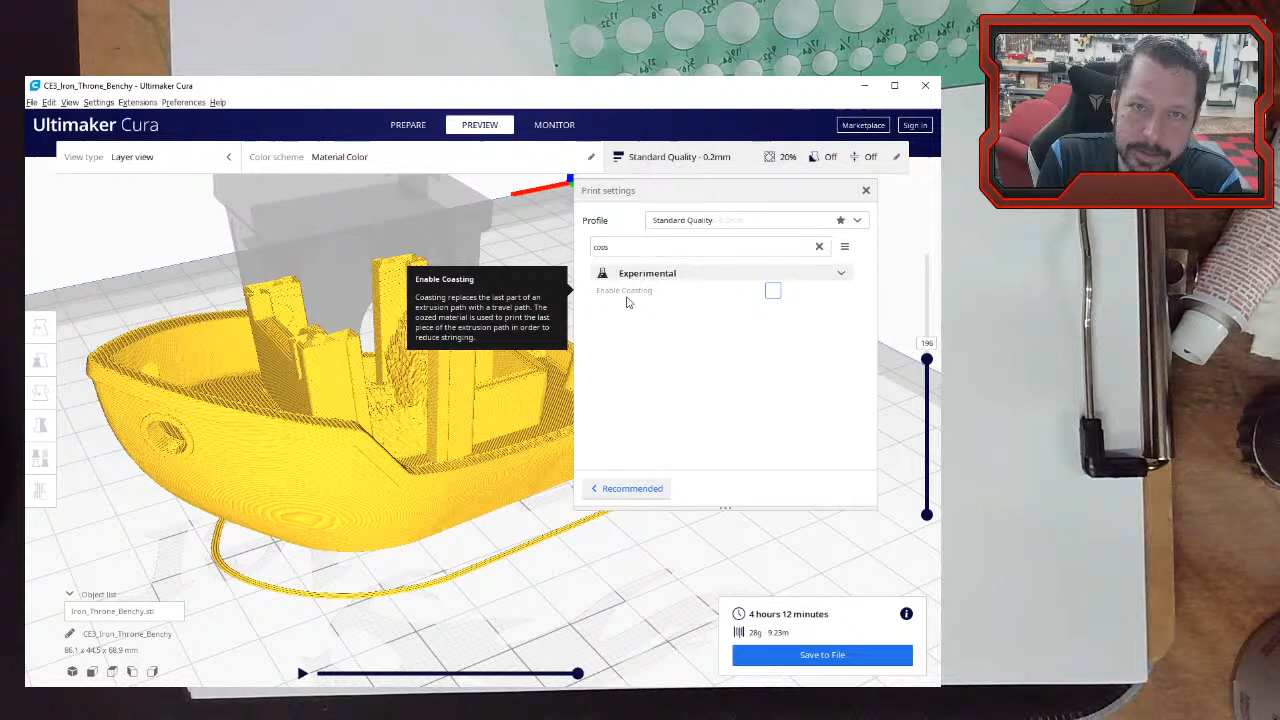 CE3_Iron_Throne_Benchy - Ultimaker Cura
File Edit View Settings Extensions Preferences Help
Ultimaker Cura
PREPARE
PREVIEW
MONITOR
Marketplace
Sign in
View type Layer view
Color scheme Material Color
Standard Quality - 0.2mm
20%
Off
Off
Print settings
Profile
Standard Quality - 0.2mm
coas
Experimental
Enable Coasting
Enable Coasting
Coasting replaces the last part of an
extrusion path with a travel path. The
oozed material is used to print the last
piece of the extrusion path in order to
reduce stringing.
196
Recommended
Object list
Iron_Throne_Benchy.stl
CE3_Iron_Throne_Benchy
86.1 x 44.5 x 68.9 mm
4 hours 12 minutes
28g · 9.23m
Save to File